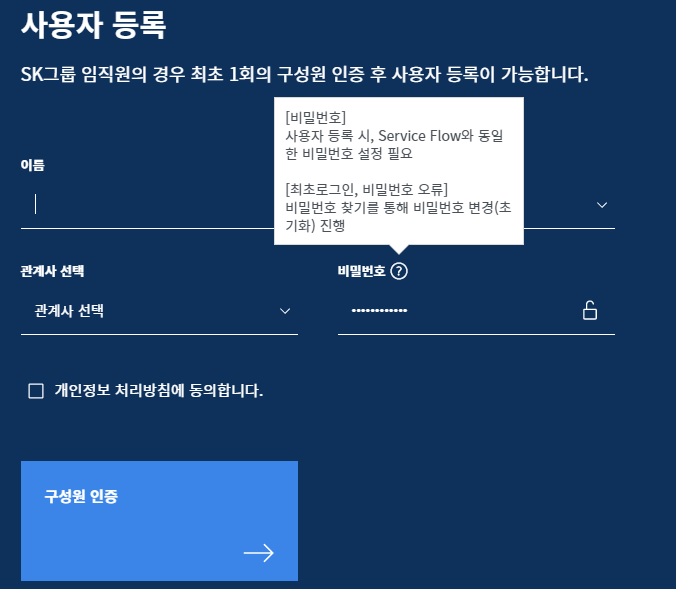 사용자 등록
SK그룹 임직원의 경우 최초 1회의 구성원 인증 후 사용자 등록이 가능합니다.
[비밀번호]
사용자 등록 시, Service Flow와 동일
한 비밀번호 설정 필요
[최초로그인, 비밀번호 오류]
비밀번호 찾기를 통해 비밀번호 변경(초
기화) 진행
이름
관계사 선택
비밀번호 ?
관계사 선택
••••••••••••
개인정보 처리방침에 동의합니다.
구성원 인증